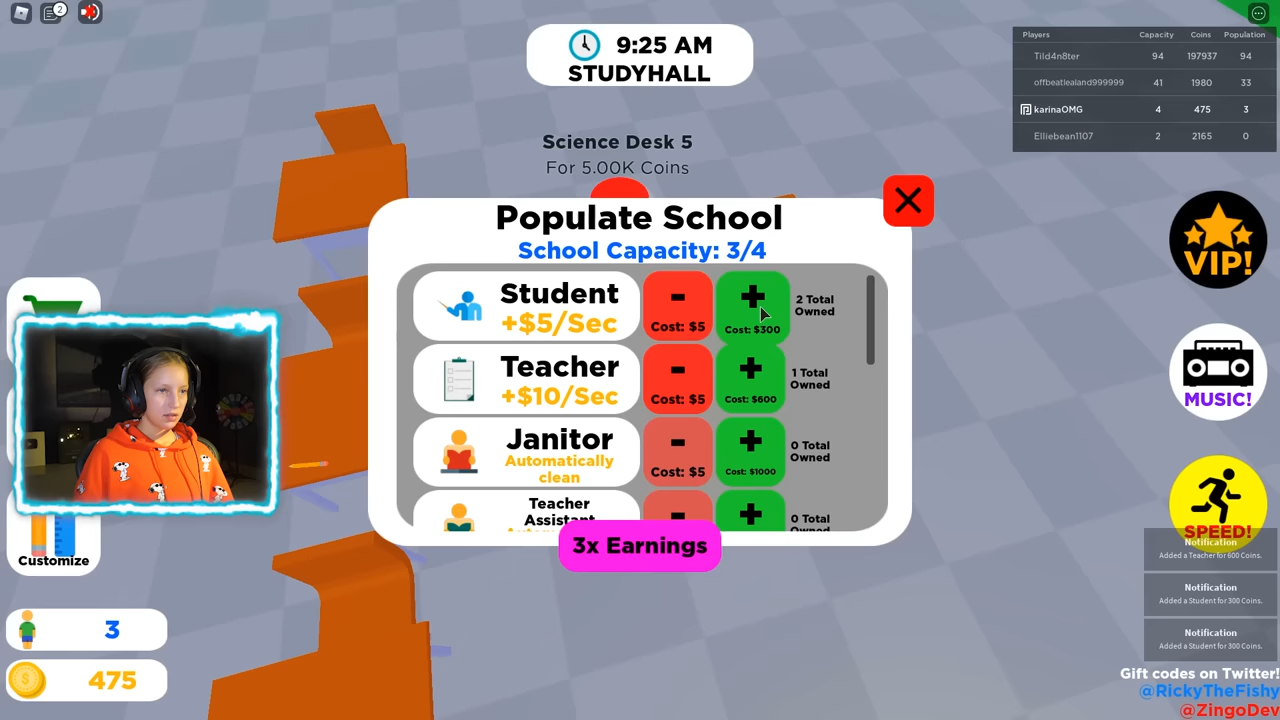 2
9:25 AM
STUDYHALL
Players Capacity Coins Population
Tild4n8ter 94 197937 94
offbeatlealand999999 41 1980 33
karinaOMG 4 475 3
Elliebean1107 2 2165 0
Science Desk 5
For 5.00K Coins
Populate School
School Capacity: 3/4
X
Student
+$5/Sec
-
Cost: $5
+
Cost: $300
2 Total
Owned
Teacher
+$10/Sec
-
Cost: $5
+
Cost: $600
1 Total
Owned
Janitor
Automatically
clean
-
Cost: $5
+
Cost: $1000
0 Total
Owned
Teacher
Assistant
-
+
0 Total
Owned
3x Earnings
VIP!
MUSIC!
SPEED!
Customize
3
475
Notification
Added a Teacher for 600 Coins.
Notification
Added a Student for 300 Coins.
Notification
Added a Student for 300 Coins.
Gift codes on Twitter!
@RickyTheFishy
@ZingoDev